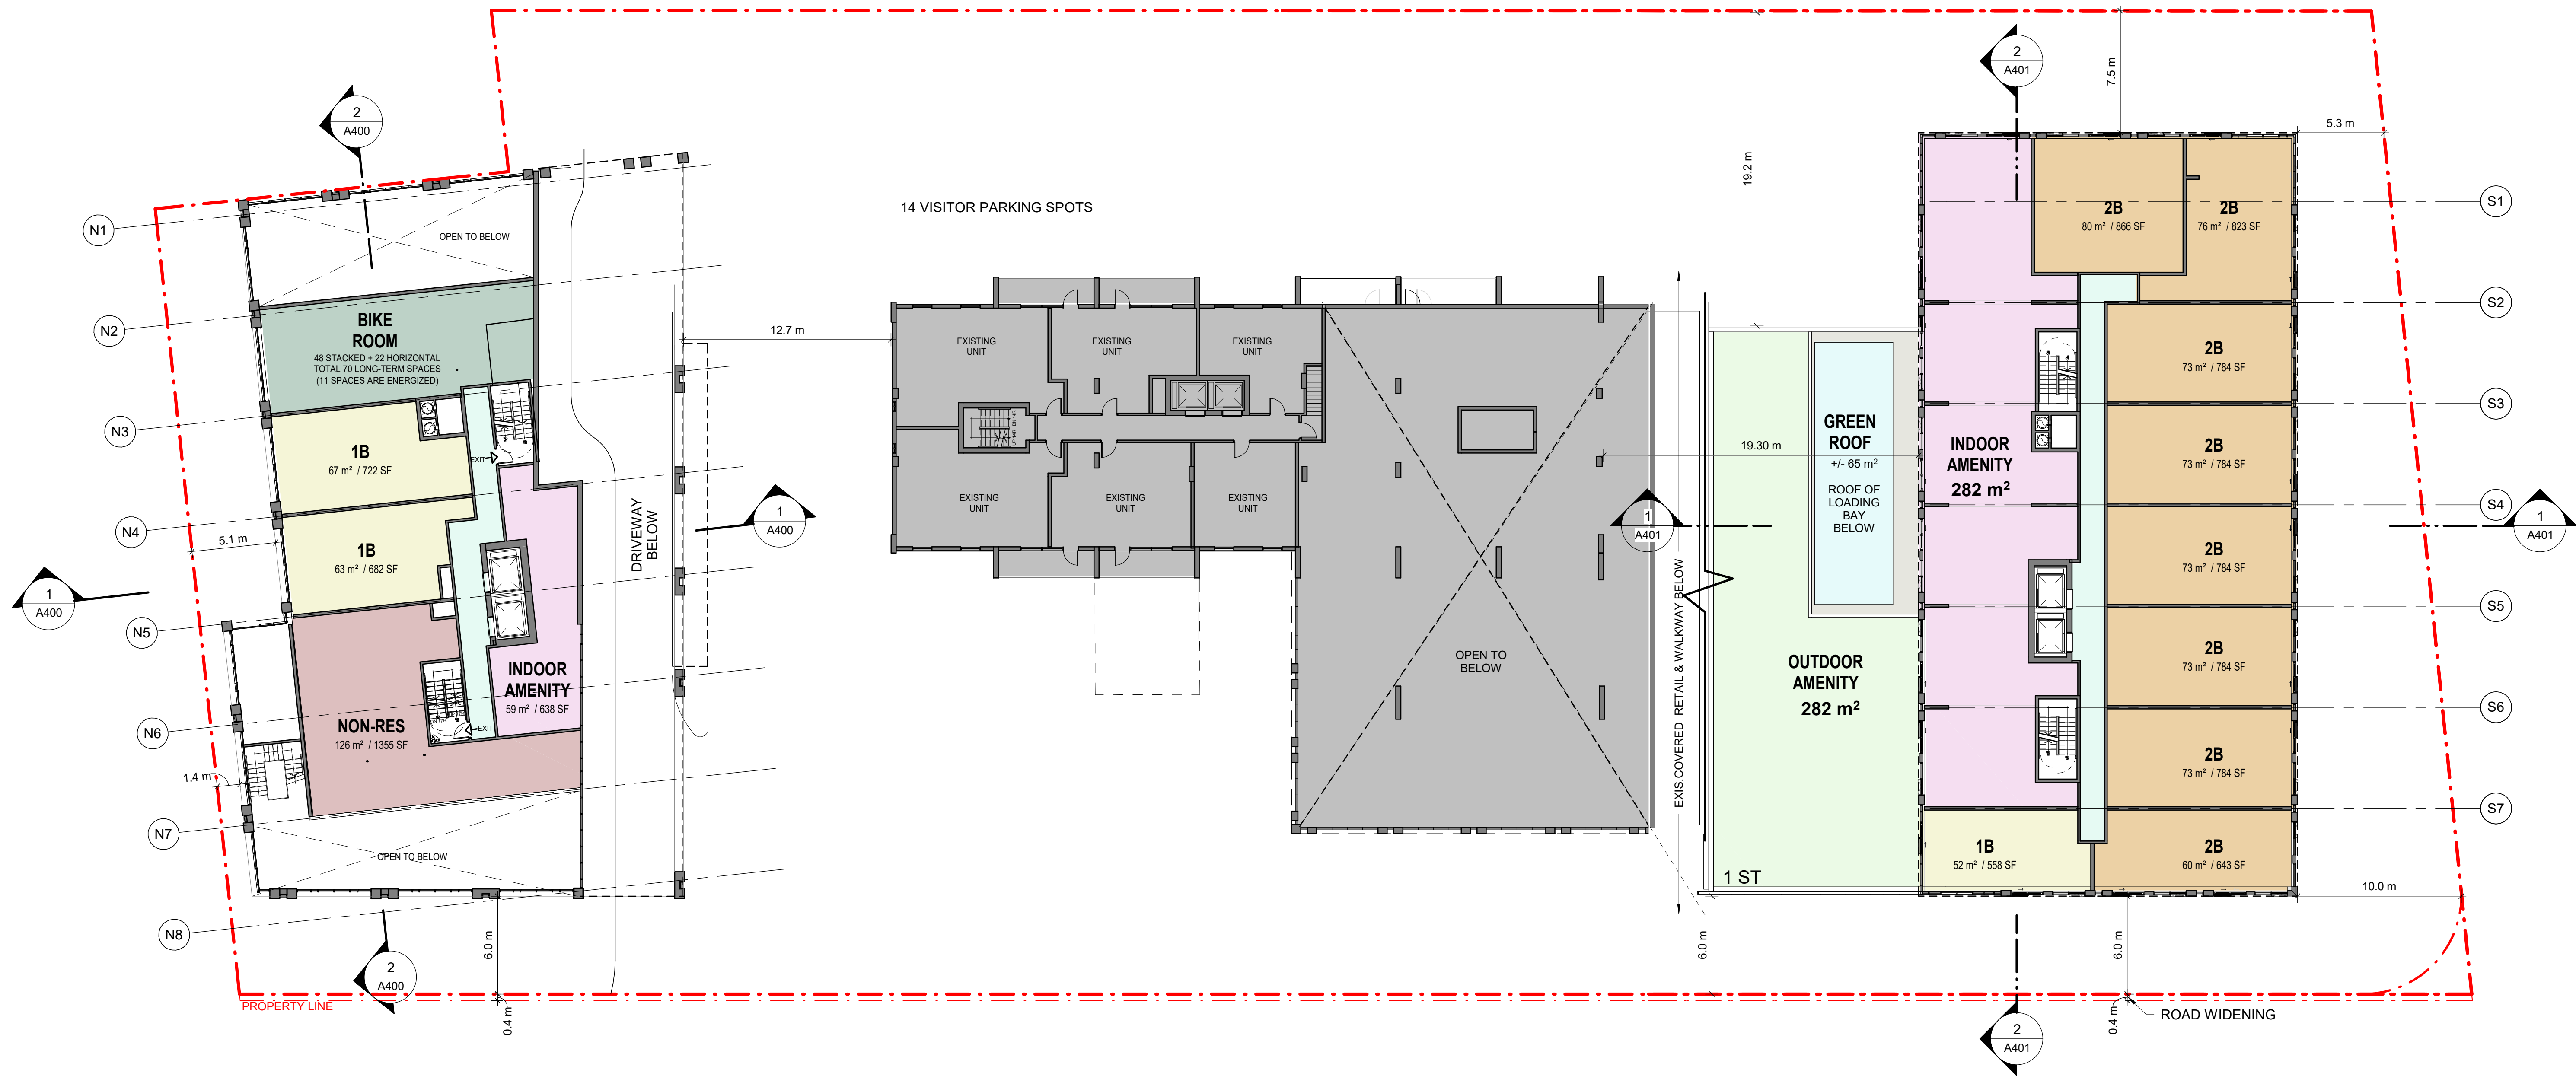 2
A400
2
A401
7.5 m
5.3 m
19.2 m
N1
OPEN TO BELOW
14 VISITOR PARKING SPOTS
2B
80 m² / 866 SF
2B
76 m² / 823 SF
S1
N2
BIKE
ROOM
48 STACKED + 22 HORIZONTAL
TOTAL 70 LONG-TERM SPACES
(11 SPACES ARE ENERGIZED)
12.7 m
EXISTING
UNIT
EXISTING
UNIT
EXISTING
UNIT
S2
2B
73 m² / 784 SF
N3
1B
67 m² / 722 SF
EXIT
UP 16R DN 16R
GREEN
ROOF
+/- 65 m²
ROOF OF
LOADING
BAY
BELOW
19.30 m
INDOOR
AMENITY
282 m²
S3
2B
73 m² / 784 SF
N4
5.1 m
1B
63 m² / 682 SF
DRIVEWAY
BELOW
1
A400
EXISTING
UNIT
EXISTING
UNIT
EXISTING
UNIT
1
A401
S4
1
A401
2B
73 m² / 784 SF
1
A400
N5
EXIS.COVERED RETAIL & WALKWAY BELOW
S5
OPEN TO
BELOW
OUTDOOR
AMENITY
282 m²
2B
73 m² / 784 SF
INDOOR
AMENITY
59 m² / 638 SF
N6
NON-RES
126 m² / 1355 SF
EXIT
S6
2B
73 m² / 784 SF
1.4 m
N7
S7
OPEN TO BELOW
1 ST
1B
52 m² / 558 SF
2B
60 m² / 643 SF
10.0 m
N8
6.0 m
6.0 m
6.0 m
2
A400
PROPERTY LINE
0.4 m
0.4 m
ROAD WIDENING
2
A401